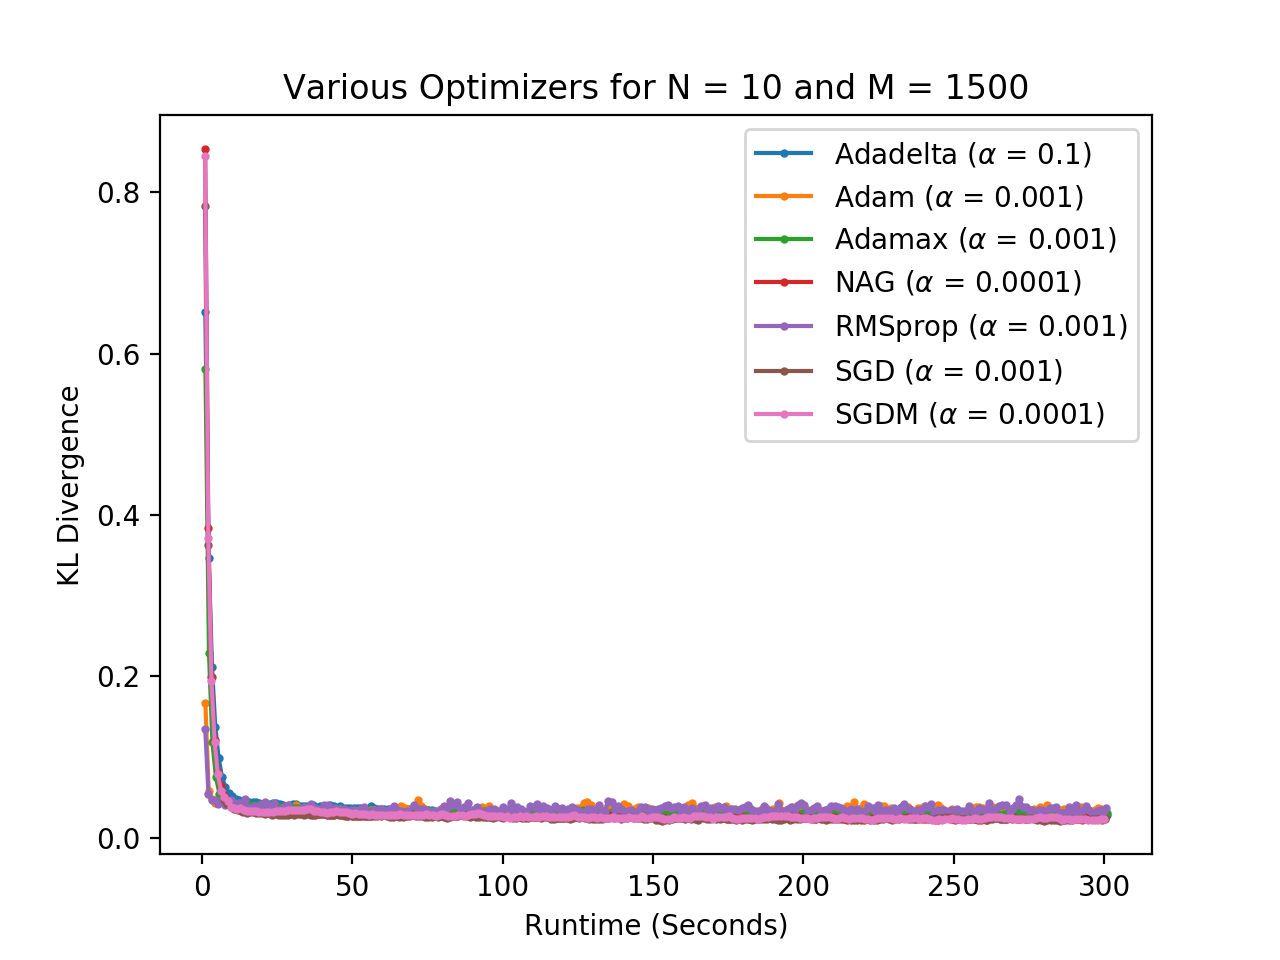 Various Optimizers for N = 10 and M = 1500
KL Divergence
0.8
0.6
0.4
0.2
0.0
Adadelta (α = 0.1)
Adam (α = 0.001)
Adamax (α = 0.001)
NAG (α = 0.0001)
RMSprop (α = 0.001)
SGD (α = 0.001)
SGDM (α = 0.0001)
0 50 100 150 200 250 300
Runtime (Seconds)